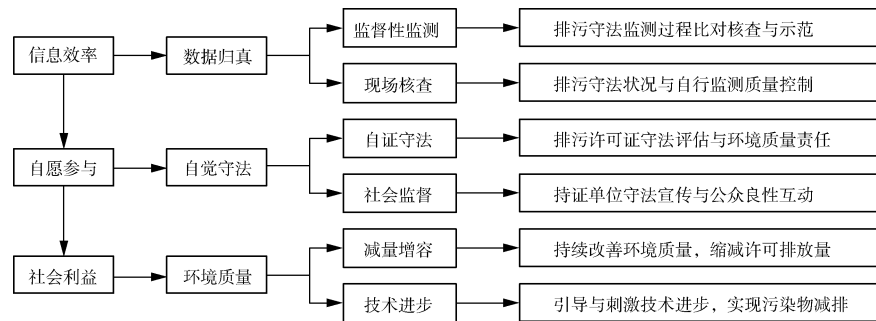 监督性监测
排污守法监测过程比对核查与示范
信息效率
数据归真
现场核查
排污守法状况与自行监测质量控制
自证守法
排污许可证守法评估与环境质量责任
自愿参与
自觉守法
社会监督
持证单位守法宣传与公众良性互动
减量增容
持续改善环境质量，缩减许可排放量
社会利益
环境质量
技术进步
引导与刺激技术进步，实现污染物减排